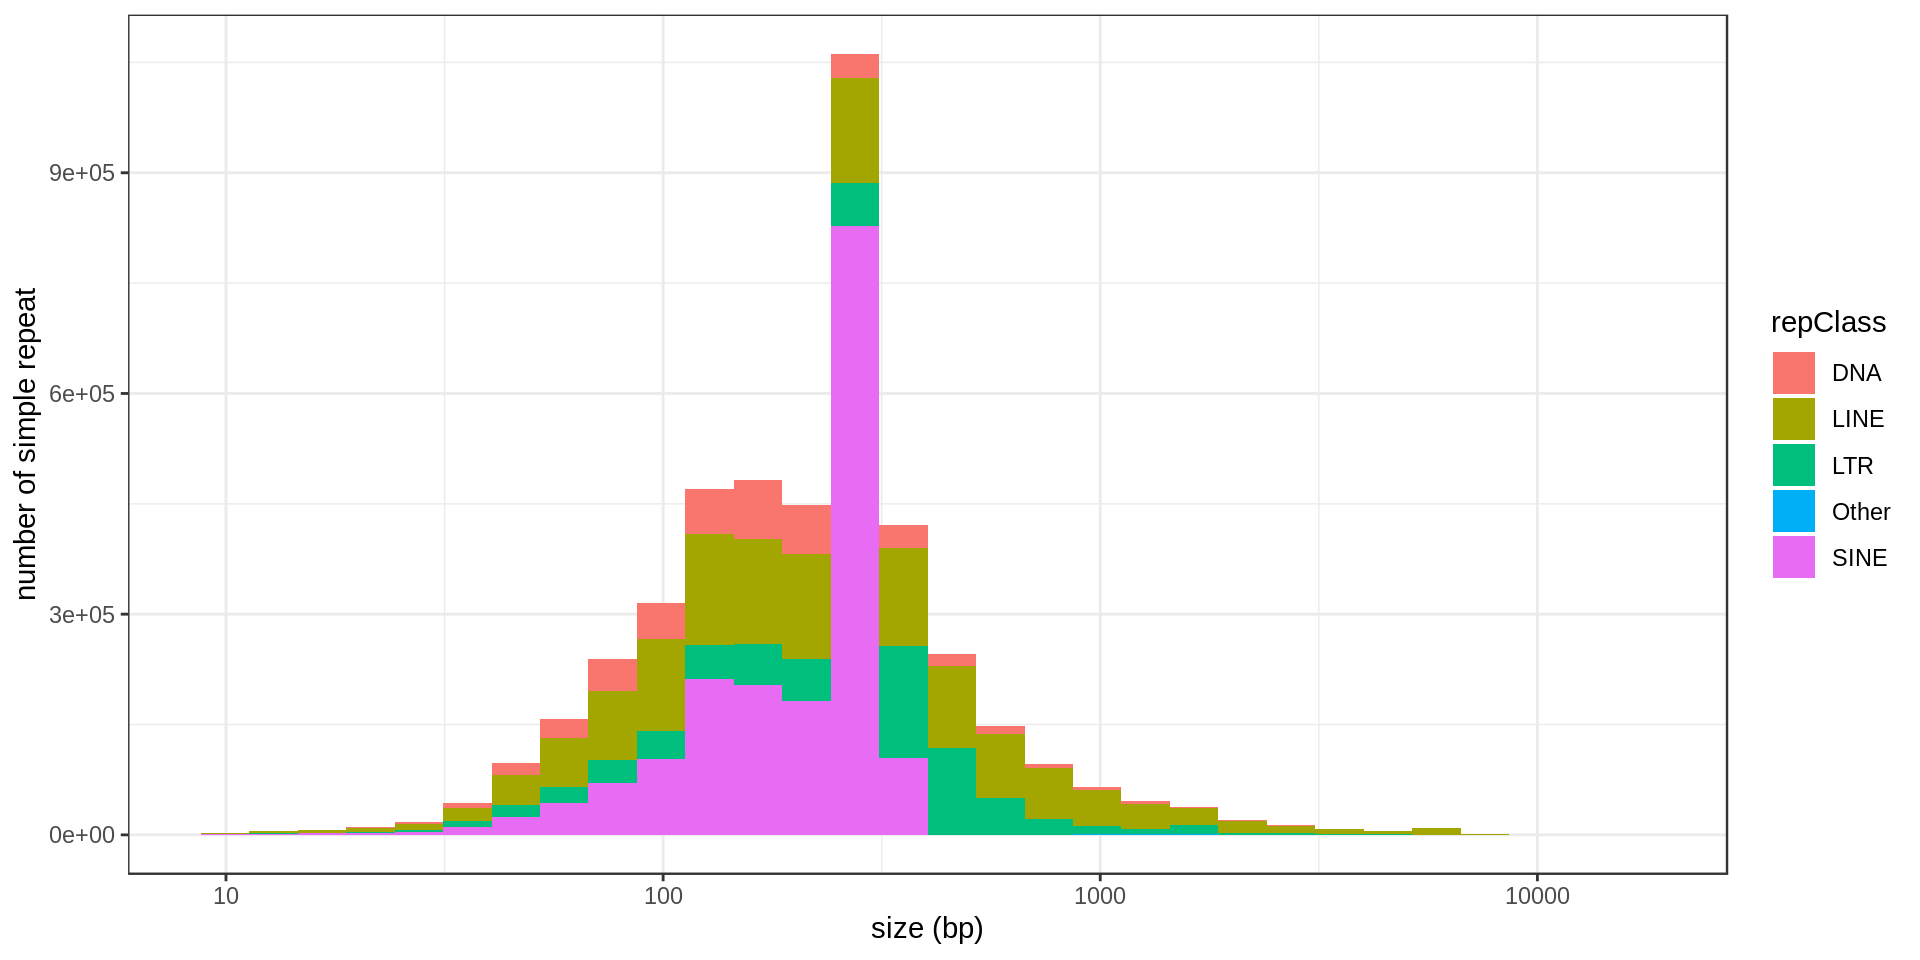 number of simple repeat
9e+05
6e+05
3e+05
0e+00
10
100
1000
10000
size (bp)
repClass
DNA
LINE
LTR
Other
SINE